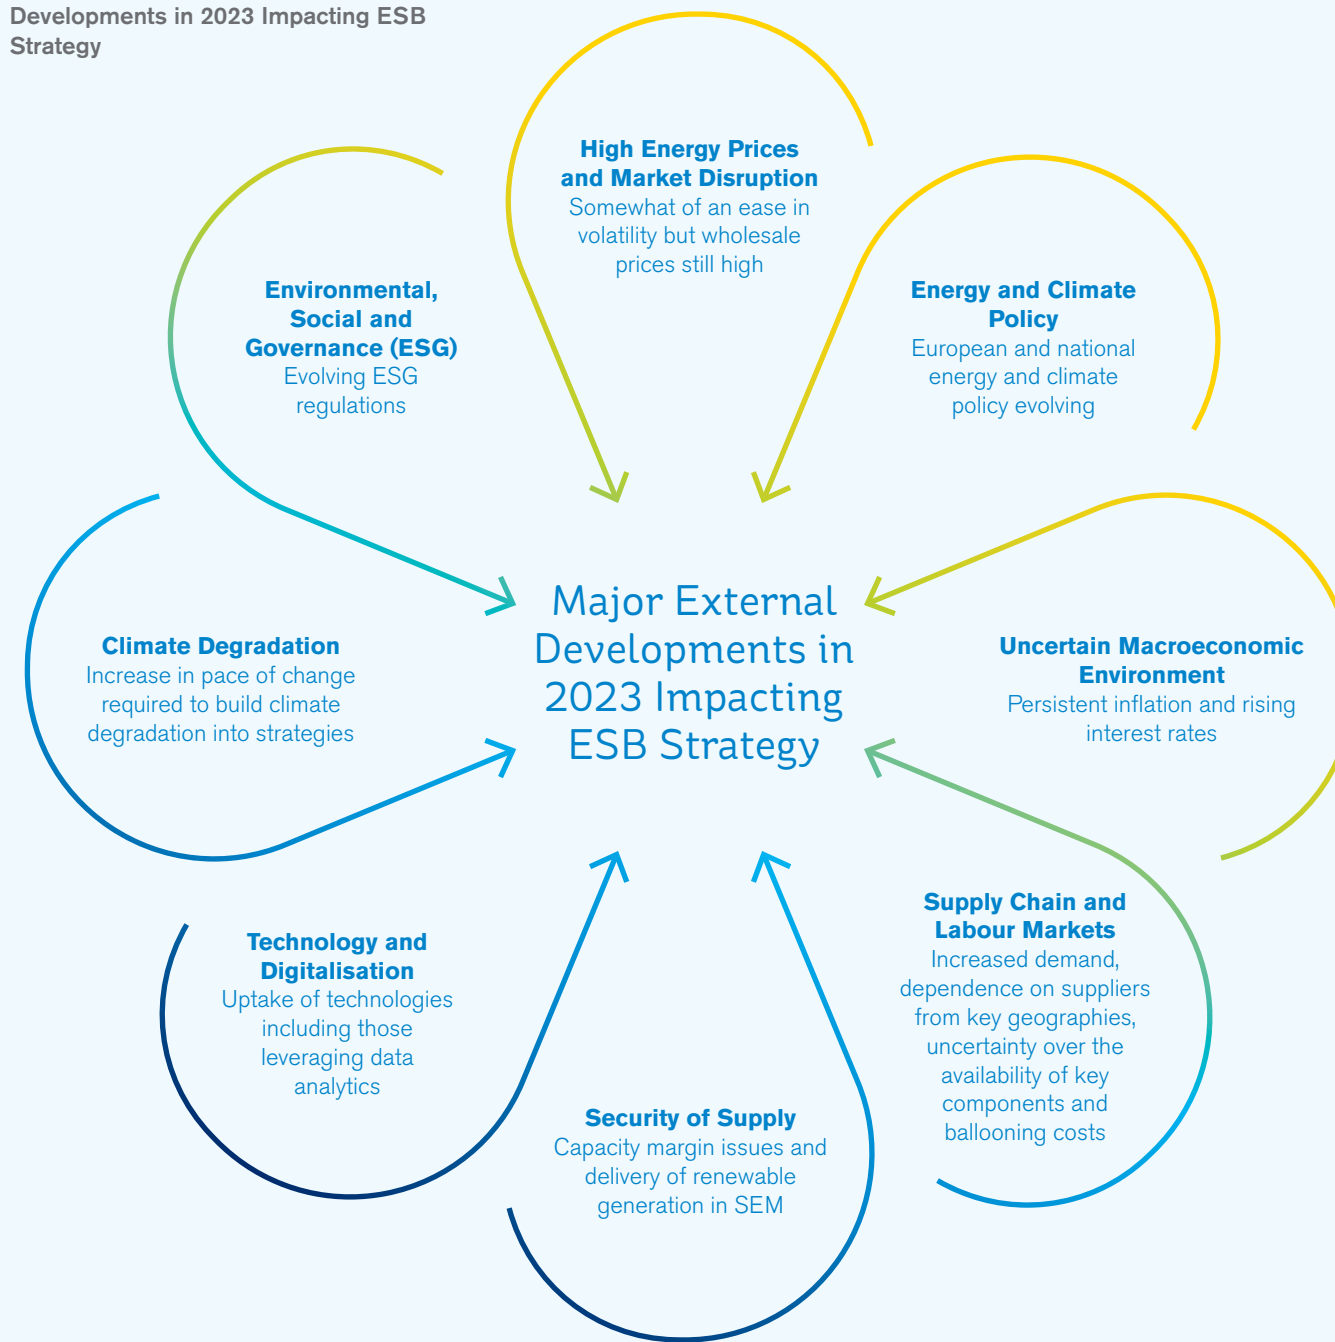 Developments in 2023 Impacting ESB
Strategy
High Energy Prices
and Market Disruption
Somewhat of an ease in
volatility but wholesale
prices still high
Energy and Climate
Policy
European and national
energy and climate
policy evolving
Uncertain Macroeconomic
Environment
Persistent inflation and rising
interest rates
Supply Chain and
Labour Markets
Increased demand,
dependence on suppliers
from key geographies,
uncertainty over the
availability of key
components and
ballooning costs
Security of Supply
Capacity margin issues and
delivery of renewable
generation in SEM
Technology and
Digitalisation
Uptake of technologies
including those
leveraging data
analytics
Climate Degradation
Increase in pace of change
required to build climate
degradation into strategies
Environmental,
Social and
Governance (ESG)
Evolving ESG
regulations
Major External
Developments in
2023 Impacting
ESB Strategy